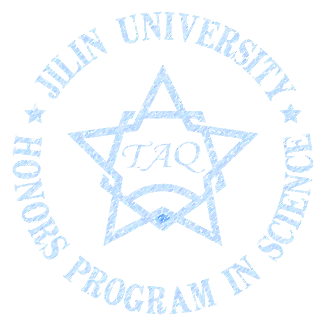 JILIN UNIVERSITY
TAQ
HONORS PROGRAM IN SCIENCE